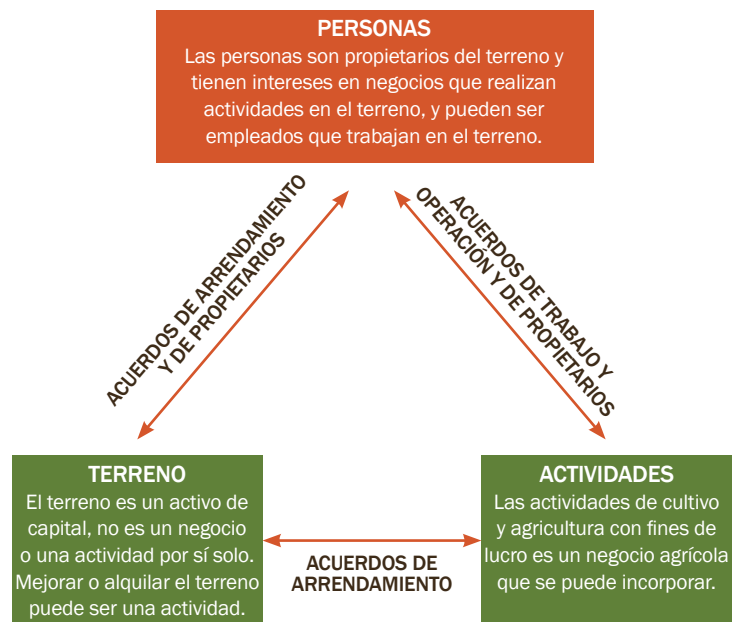 PERSONAS
Las personas son propietarios del terreno y
tienen intereses en negocios que realizan
actividades en el terreno, y pueden ser
empleados que trabajan en el terreno.
ACUERDOS DE ARRENDAMIENTO
Y DE PROPIETARIOS
ACUERDOS DE TRABAJO Y
OPERACIÓN Y DE PROPIETARIOS
TERRENO
El terreno es un activo de
capital, no es un negocio
o una actividad por sí solo.
Mejorar o alquilar el terreno
puede ser una actividad.
ACUERDOS DE
ARRENDAMIENTO
ACTIVIDADES
Las actividades de cultivo
y agricultura con fines de
lucro es un negocio agrícola
que se puede incorporar.